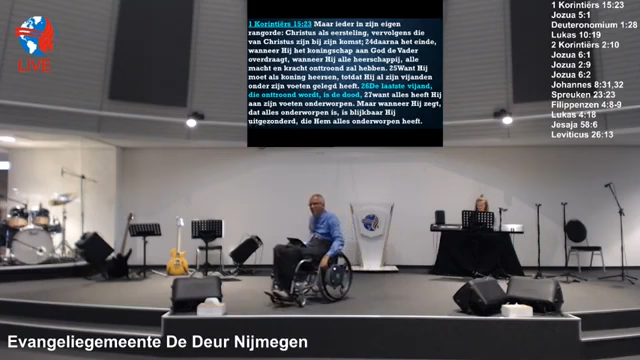 LIVE
1 Korintiërs 15:23 Maar ieder in zijn eigen
rangorde: Christus als eersteling, vervolgens die
van Christus zijn bij zijn komst; 24daarna het einde,
wanneer Hij het koningschap aan God de Vader
overdraagt, wanneer Hij alle heerschappij, alle
macht en kracht onttroond zal hebben. 25Want Hij
moet als koning heersen, totdat Hij al zijn vijanden
onder zijn voeten gelegd heeft. 26De laatste vijand,
die onttroond wordt, is de dood, 27want alles heeft Hij
aan zijn voeten onderworpen. Maar wanneer Hij zegt,
dat alles onderworpen is, is blijkbaar Hij
uitgezonderd, die Hem alles onderworpen heeft.
1 Korintiërs 15:23
Jozua 5:1
Deuteronomium 1:28
Lukas 10:19
2 Korintiërs 2:10
Jozua 6:1
Jozua 2:9
Jozua 6:2
Johannes 8:31,32
Spreuken 23:23
Filippenzen 4:8-9
Lukas 4:18
Jesaja 58:6
Leviticus 26:13
Evangeliegemeente De Deur Nijmegen